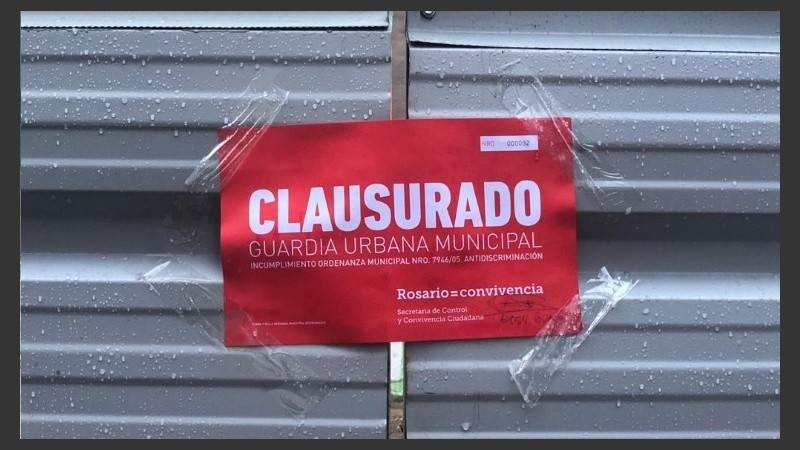 NRO. 000092
CLAUSURADO
GUARDIA URBANA MUNICIPAL
INCUMPLIMIENTO ORDENANZA MUNICIPAL NRO. 7946/05. ANTIDISCRIMINACIÓN
Rosario=convivencia
Secretaría de Control
y Convivencia Ciudadana